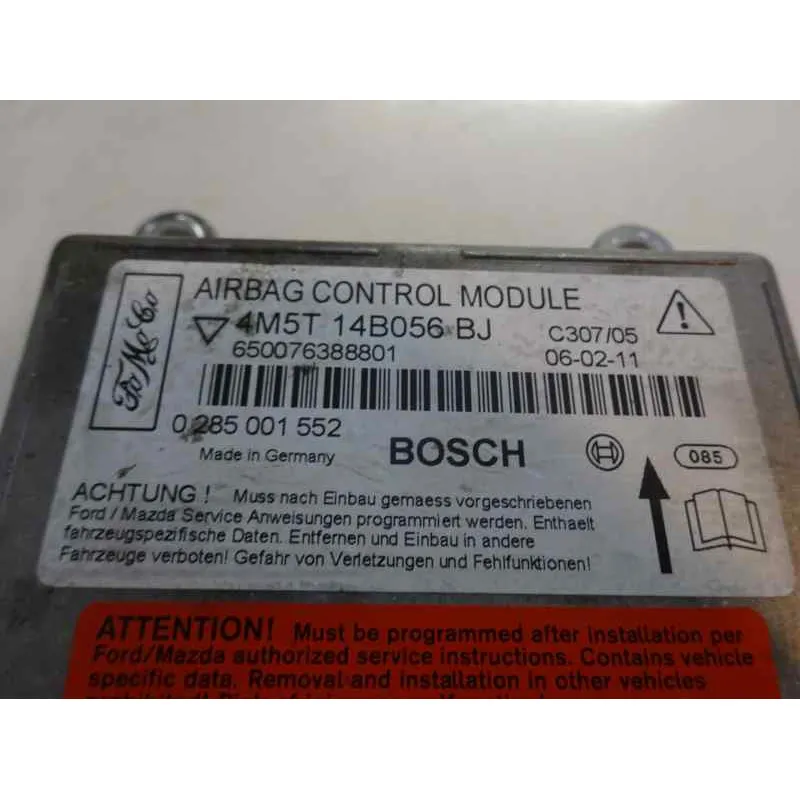 FoMoCo
AIRBAG CONTROL MODULE
4M5T 14B056 BJ C307/05
650076388801 06-02-11
0 285 001 552
Made in Germany BOSCH 085
ACHTUNG ! Muss nach Einbau gemaess vorgeschriebenen
Ford / Mazda Service Anweisungen programmiert werden. Enthaelt
fahrzeugspezifische Daten. Entfernen und Einbau in andere
Fahrzeuge verboten! Gefahr von Verletzungen und Fehlfunktionen!
ATTENTION! Must be programmed after installation per
Ford/Mazda authorized service instructions. Contains vehicle
specific data. Removal and installation in other vehicles